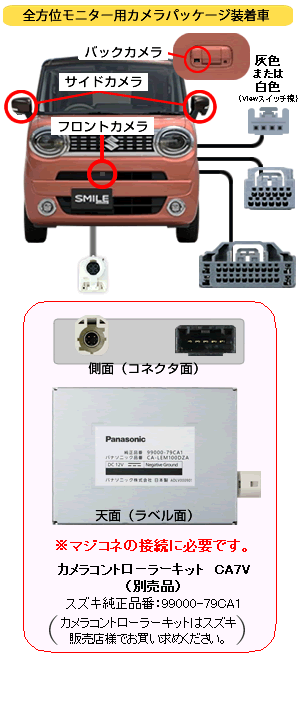 全方位モニター用カメラパッケージ装着車
バックカメラ
サイドカメラ
フロントカメラ
灰色
または
白色
(Viewスイッチ横)
SMILE
側面（コネクタ面）
Panasonic
純正品番 99000-79CA1
パナソニック品番 CA-LEM100DZA
DC 12V Negative Ground
パナソニック株式会社 日本製
天面（ラベル面）
※マジコネの接続に必要です。
カメラコントローラーキット CA7V
（別売品）
スズキ純正品番：99000-79CA1
(カメラコントローラーキットはスズキ
販売店様でお買い求めください。)